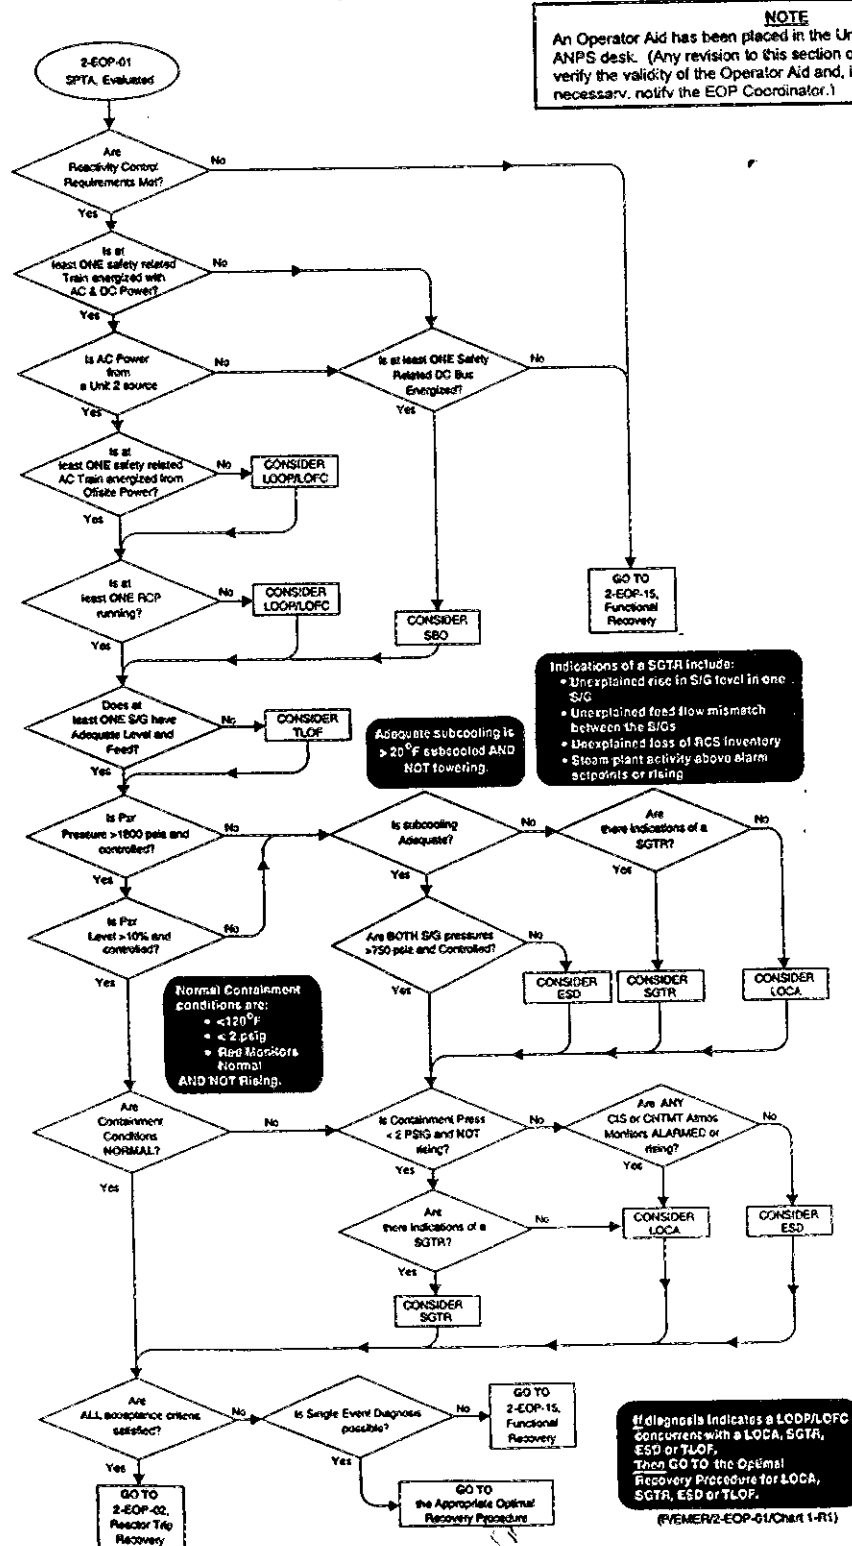 NOTE
An Operator Aid has been placed in the Un
ANPS desk. (Any revision to this section o
verify the validity of the Operator Aid and, i
necessary, notify the EOP Coordinator.)
2-EOP-01
SPTA, Evaluated
Are
Reactivity Control
Requirements Met?
No
Yes
Is at
least ONE safety related
Train energized with
AC & DC Power?
No
Yes
Is AC Power
from
a Unit 2 source
No
Yes
Is at least ONE Safety
Related DC Bus
Energized?
No
Yes
Is at
least ONE safety related
AC Train energized from
Offsite Power?
No
Yes
CONSIDER
LOOP/LOFC
Is at
least ONE RCP
running?
No
Yes
CONSIDER
LOOP/LOFC
CONSIDER
SBO
GO TO
2-EOP-15,
Functional
Recovery
Does at
least ONE S/G have
Adequate Level and
Feed?
No
Yes
CONSIDER
TLOF
Adequate subcooling is
> 20°F subcooled AND
NOT lowering.
Indications of a SGTR include:
• Unexplained rise in S/G level in one
S/G
• Unexplained feed flow mismatch
between the S/Gs
• Unexplained loss of RCS inventory
• Steam plant activity above alarm
setpoints or rising
Is Pzr
Pressure >1800 psia and
controlled?
No
Yes
Is subcooling
Adequate?
No
Yes
Are
there indications of a
SGTR?
No
Yes
Is Pzr
Level >10% and
controlled?
No
Yes
Are BOTH S/G pressures
>750 psia and Controlled?
No
Yes
CONSIDER
ESD
CONSIDER
SGTR
CONSIDER
LOCA
Normal Containment
conditions are:
• <120°F
• < 2 psig
• Rad Monitors
Normal
AND NOT Rising.
Are
Containment
Conditions
NORMAL?
No
Yes
Is Containment Press
< 2 PSIG and NOT
rising?
No
Yes
Are ANY
CIS or CNTMT Atmos
Monitors ALARMED or
rising?
No
Yes
Are
there indications of a
SGTR?
No
Yes
CONSIDER
LOCA
CONSIDER
ESD
CONSIDER
SGTR
Are
ALL acceptance criteria
satisfied?
No
Yes
Is Single Event Diagnosis
possible?
No
Yes
GO TO
2-EOP-15,
Functional
Recovery
GO TO
2-EOP-02,
Reactor Trip
Recovery
GO TO
the Appropriate Optimal
Recovery Procedure
If diagnosis indicates a LOOP/LOFC
concurrent with a LOCA, SGTR,
ESD or TLOF,
Then GO TO the Optimal
Recovery Procedure for LOCA,
SGTR, ESD or TLOF.
(P/EMER/2-EOP-01/Chart 1-R1)